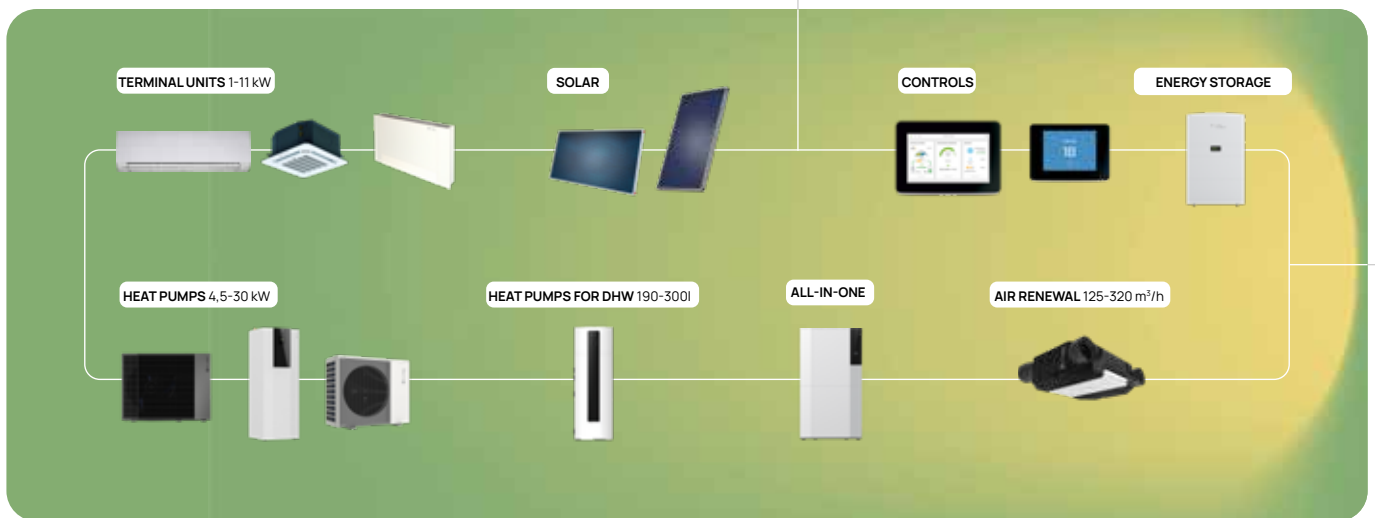 TERMINAL UNITS 1-11 kW
SOLAR
CONTROLS
ENERGY STORAGE
18
HEAT PUMPS 4,5-30 kW
HEAT PUMPS FOR DHW 190-300l
ALL-IN-ONE
AIR RENEWAL 125-320 m³/h